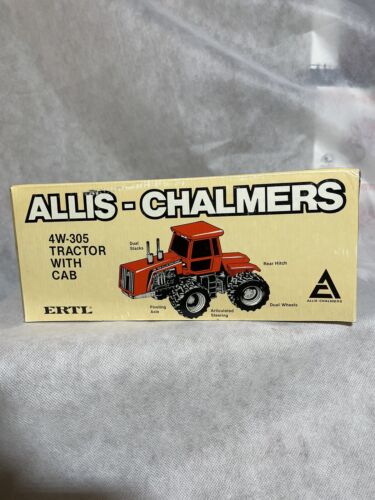 ALLIS - CHALMERS
4W-305
TRACTOR
WITH
CAB
Dual
Stacks
Rear Hitch
Dual Wheels
Articulated
Steering
Pivoting
Axle
ERTL
A
ALLIS-CHALMERS